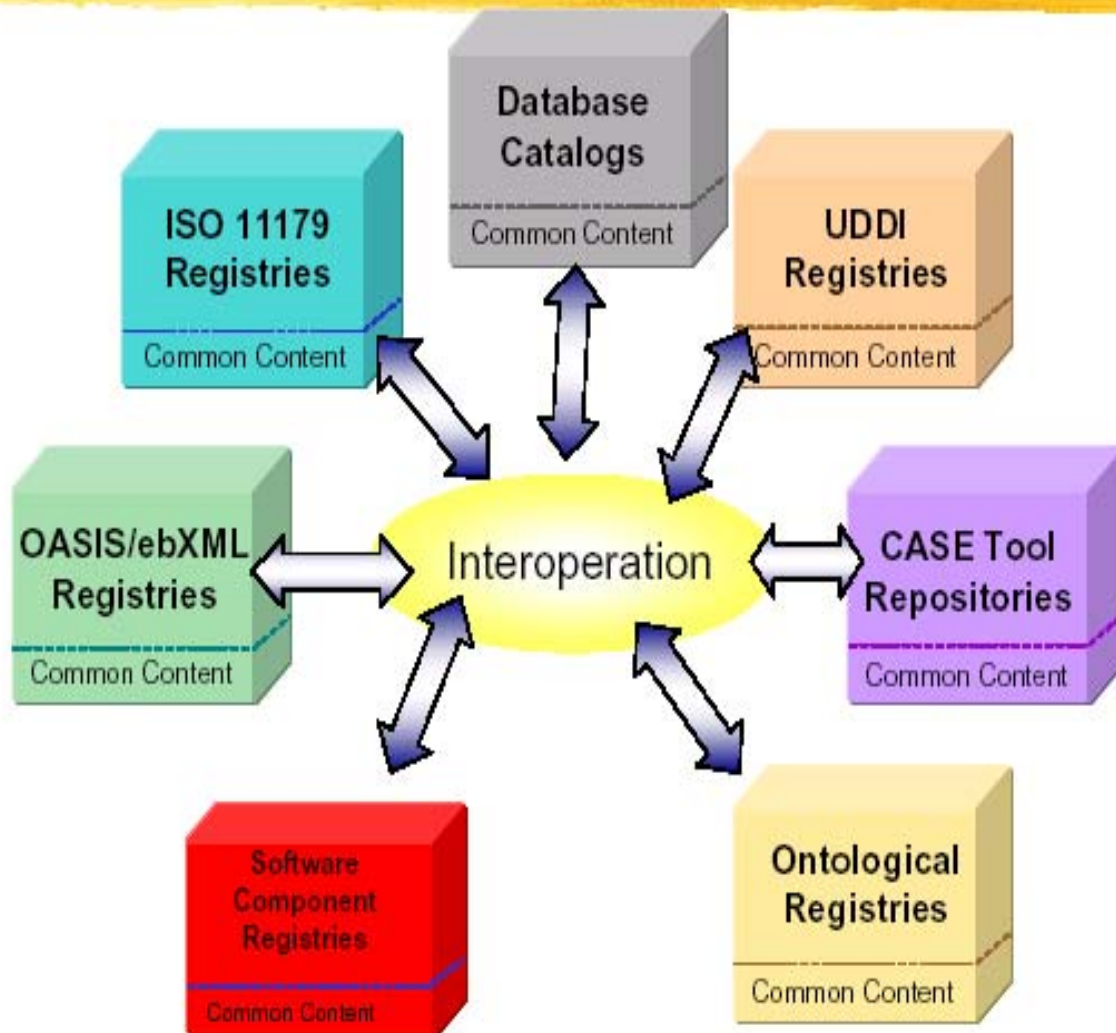 Database
Catalogs
Common Content
ISO 11179
Registries
Common Content
UDDI
Registries
Common Content
OASIS/ebXML
Registries
Common Content
Interoperation
CASE Tool
Repositories
Common Content
Software
Component
Registries
Common Content
Ontological
Registries
Common Content